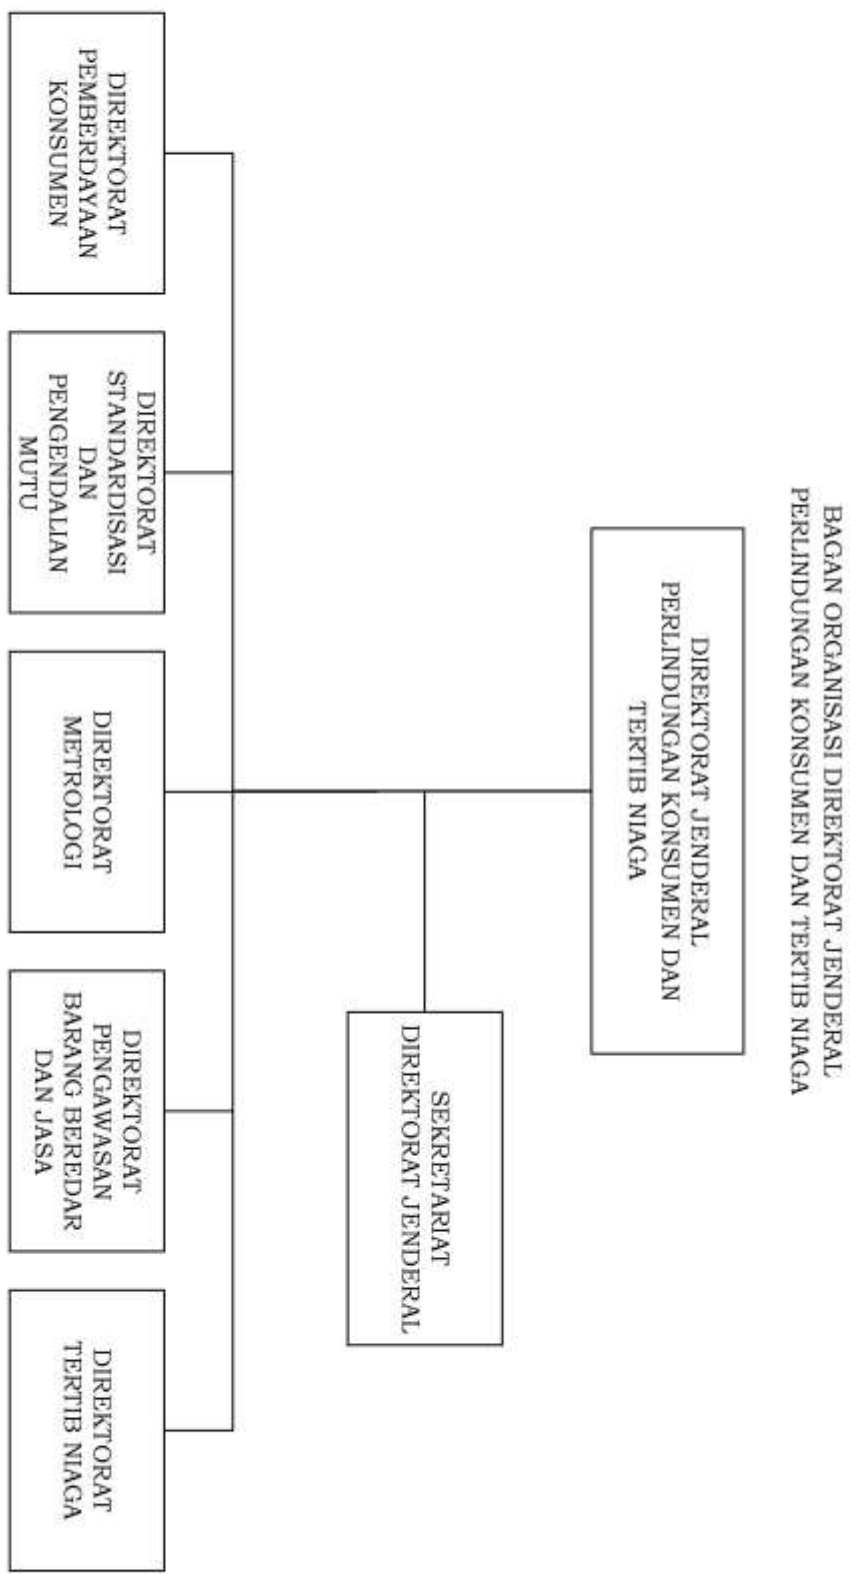 BAGAN ORGANISASI DIREKTORAT JENDERAL
PERLINDUNGAN KONSUMEN DAN TERTIB NIAGA
DIREKTORAT JENDERAL
PERLINDUNGAN KONSUMEN DAN
TERTIB NIAGA
SEKRETARIAT
DIREKTORAT JENDERAL
DIREKTORAT
PEMBERDAYAAN
KONSUMEN
DIREKTORAT
STANDARDISASI
DAN
PENGENDALIAN
MUTU
DIREKTORAT
METROLOGI
DIREKTORAT
PENGAWASAN
BARANG BEREDAR
DAN JASA
DIREKTORAT
TERTIB NIAGA